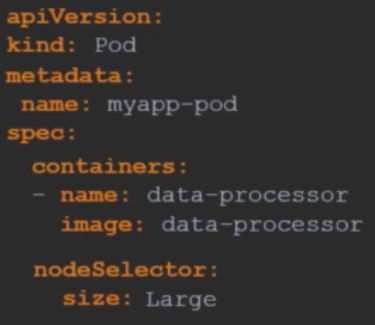 apiVersion:
kind: Pod
metadata:
 name: myapp-pod
spec:
  containers:
  - name: data-processor
    image: data-processor
  nodeSelector:
    size: Large